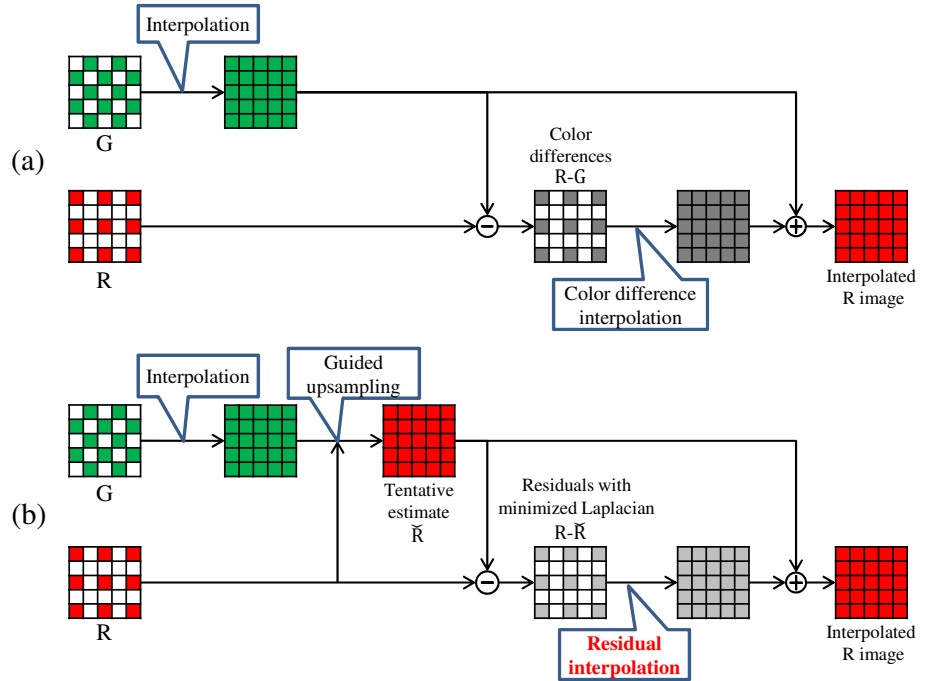 Interpolation
G
(a)
Color
differences
R-G
R
Color difference
interpolation
Interpolated
R image
Interpolation
Guided
upsampling
G
(b)
Tentative
estimate
R̆
Residuals with
minimized Laplacian
R-R̆
R
Residual
interpolation
Interpolated
R image